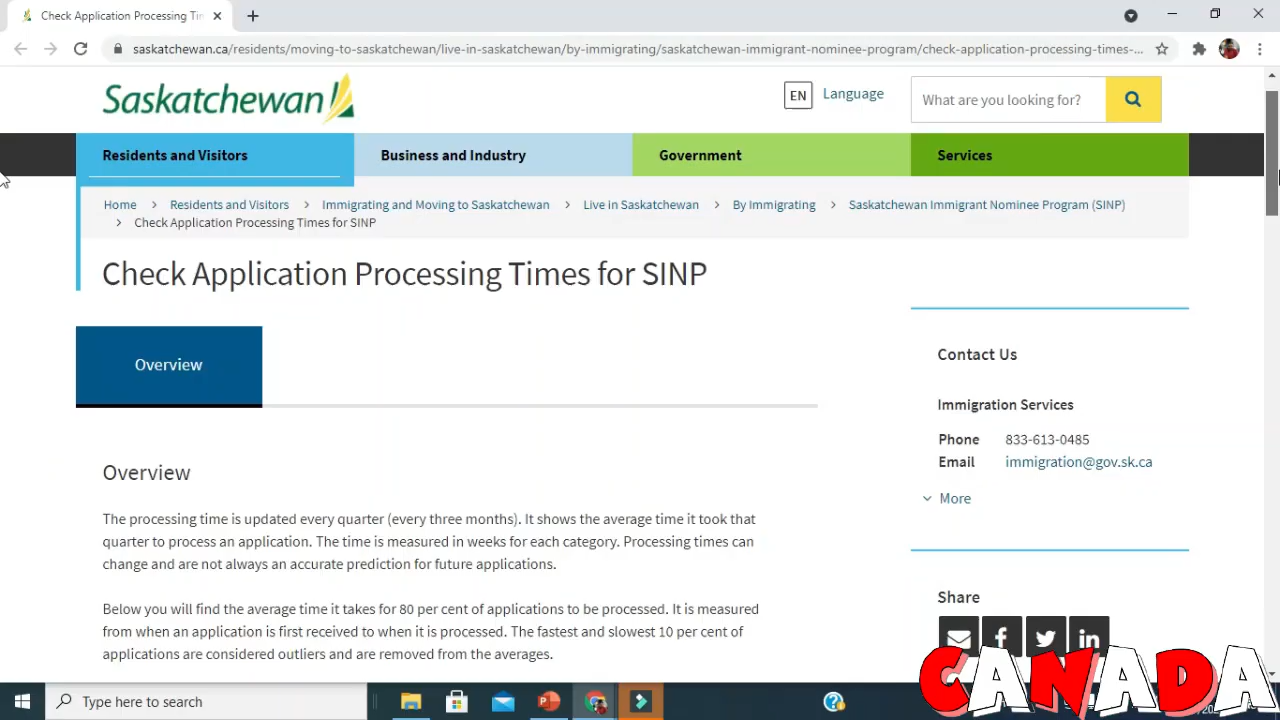 Check Application Processing Tin
saskatchewan.ca/residents/moving-to-saskatchewan/live-in-saskatchewan/by-immigrating/saskatchewan-immigrant-nominee-program/check-application-processing-times-...
Saskatchewan
EN Language
What are you looking for?
Residents and Visitors Business and Industry Government Services
Home > Residents and Visitors > Immigrating and Moving to Saskatchewan > Live in Saskatchewan > By Immigrating > Saskatchewan Immigrant Nominee Program (SINP)
> Check Application Processing Times for SINP
Check Application Processing Times for SINP
Overview
Overview
The processing time is updated every quarter (every three months). It shows the average time it took that
quarter to process an application. The time is measured in weeks for each category. Processing times can
change and are not always an accurate prediction for future applications.
Below you will find the average time it takes for 80 per cent of applications to be processed. It is measured
from when an application is first received to when it is processed. The fastest and slowest 10 per cent of
applications are considered outliers and are removed from the averages.
Contact Us
Immigration Services
Phone 833-613-0485
Email immigration@gov.sk.ca
More
Share
CANADA
Type here to search